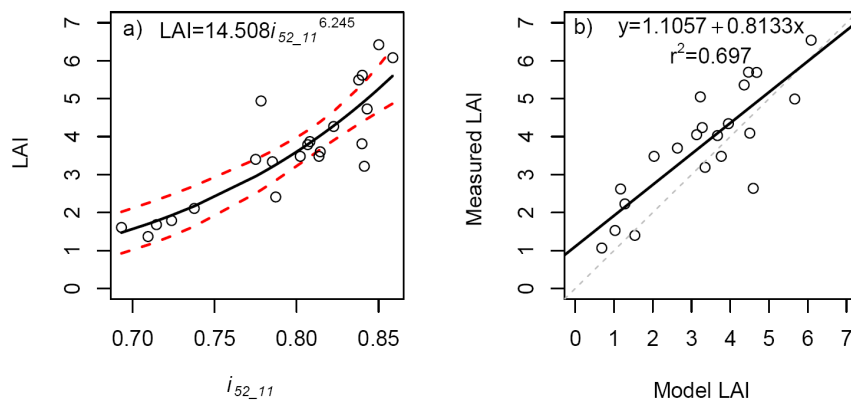 a) LAI=14.508i52_11^6.245
LAI
7
6
5
4
3
2
1
0
0.70 0.75 0.80 0.85
i52_11
b) y=1.1057+0.8133x
r²=0.697
Measured LAI
7
6
5
4
3
2
1
0
0 1 2 3 4 5 6 7
Model LAI